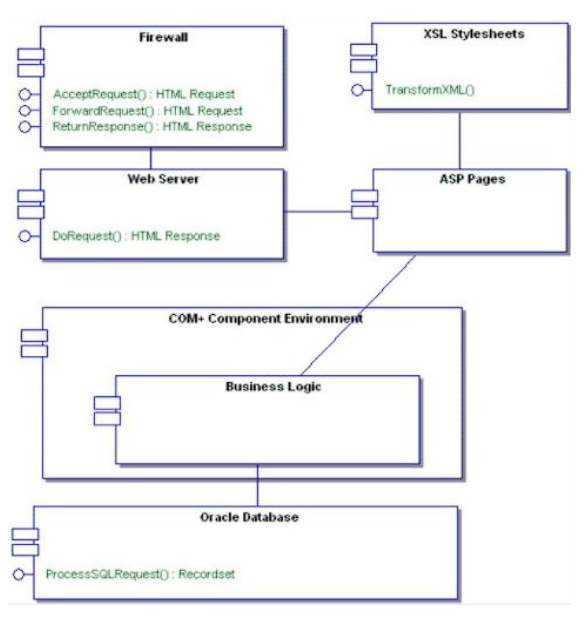 Firewall
AcceptRequest() : HTML Request
ForwardRequest() : HTML Request
ReturnResponse() : HTML Response
XSL Stylesheets
TransformXML()
Web Server
DoRequest() : HTML Response
ASP Pages
COM+ Component Environment
Business Logic
Oracle Database
ProcessSQLRequest() : Recordset